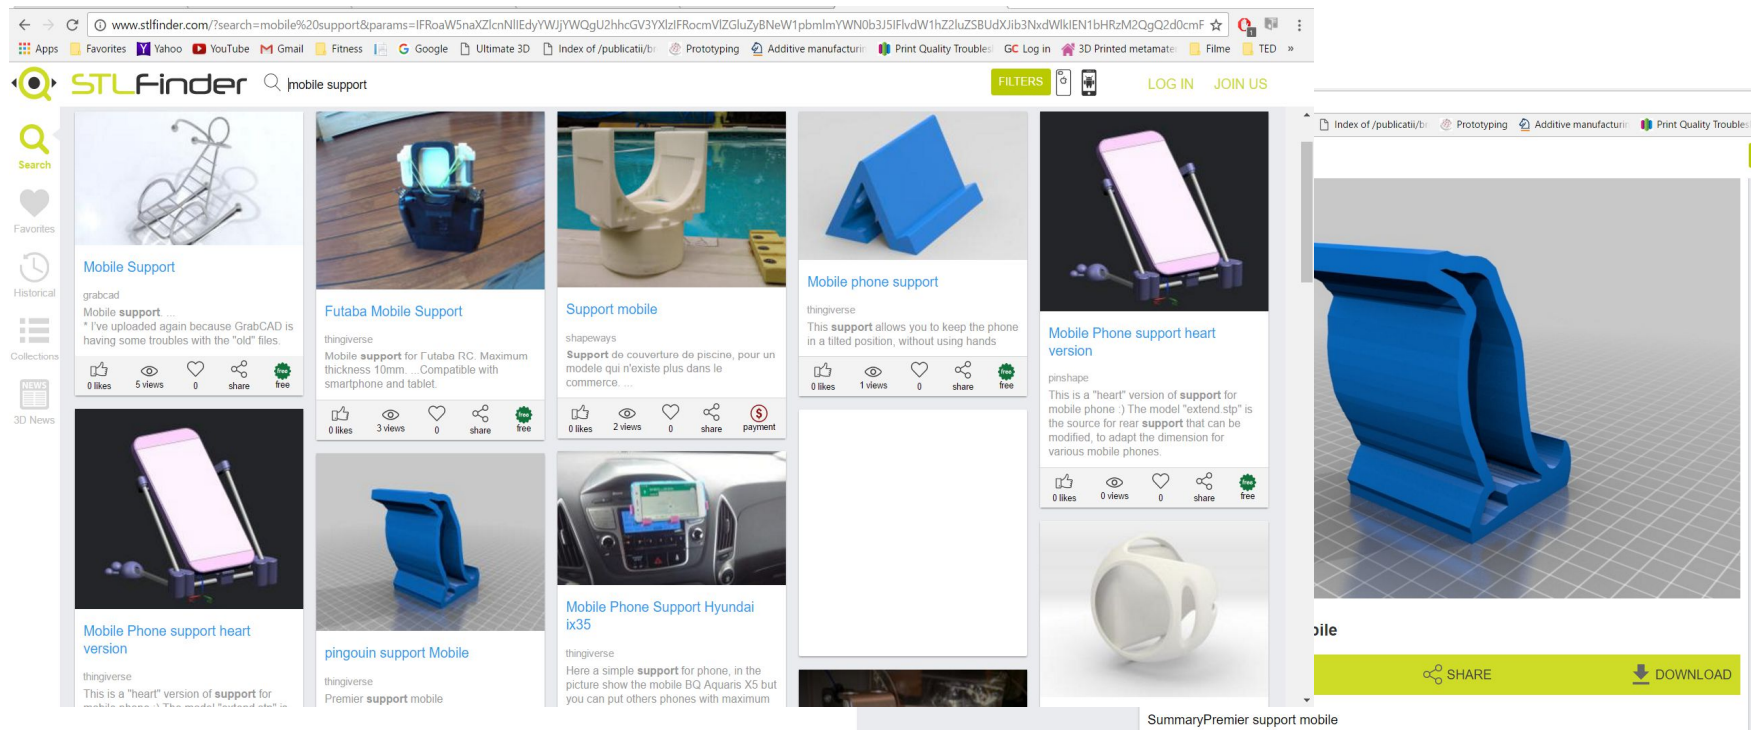 www.stlfinder.com/?search=mobile%20support&params=IFRoaW5naXZlcnNlIEdyYWJjYWQgU2hhcGV3YXlzIFRocmVlZGluZyBNeW1pbmlmYWN0b3J5IFlvdW1hZ2luZSBUdXJib3NxdWlkIEN1bHRzM2QgQ2d0cmF
Apps Favorites Yahoo YouTube Gmail Fitness Google Ultimate 3D Index of /publicatii/br Prototyping Additive manufacturin Print Quality Troubles GC Log in 3D Printed metamate Filme TED »
STLFinder mobile support FILTERS LOG IN JOIN US
Search
Favorites
Historical
Collections
NEWS
3D News
Mobile Support
grabcad
Mobile support. ...
* I've uploaded again because GrabCAD is
having some troubles with the "old" files.
0 likes 5 views 0 share free
Mobile Phone support heart
version
thingiverse
This is a "heart" version of support for
mobile phone :) The model "extend.stp" is
Futaba Mobile Support
thingiverse
Mobile support for Futaba RC. Maximum
thickness 10mm. ...Compatible with
smartphone and tablet.
0 likes 3 views 0 share free
pingouin support Mobile
thingiverse
Premier support mobile
Support mobile
shapeways
Support de couverture de piscine, pour un
modele qui n'existe plus dans le
commerce. ...
0 likes 2 views 0 share payment
Mobile Phone Support Hyundai
ix35
thingiverse
Here a simple support for phone, in the
picture show the mobile BQ Aquaris X5 but
you can put others phones with maximum
Mobile phone support
thingiverse
This support allows you to keep the phone
in a tilted position, without using hands
0 likes 1 views 0 share free
Mobile Phone support heart
version
pinshape
This is a "heart" version of support for
mobile phone :) The model "extend.stp" is
the source for rear support that can be
modified, to adapt the dimension for
various mobile phones.
0 likes 0 views 0 share free
Index of /publicatii/br Prototyping Additive manufacturin Print Quality Troubles
bile
SHARE DOWNLOAD
SummaryPremier support mobile